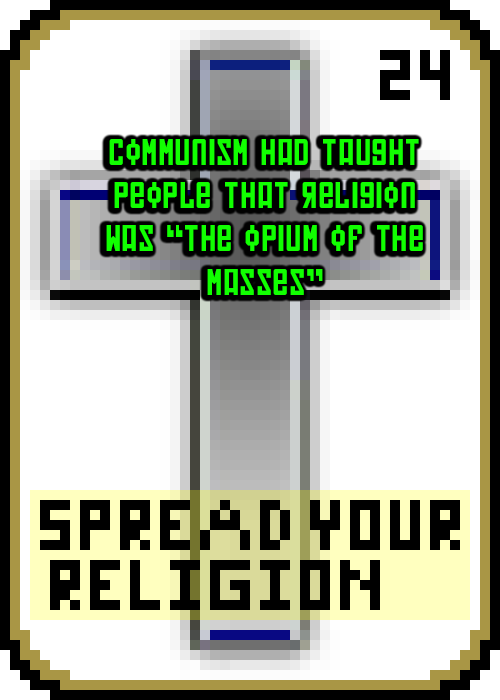 24
COMMUNISM HAD TAUGHT
PEOPLE THAT RELIGION
WAS “THE OPIUM OF THE
MASSES”
SPREAD YOUR
RELIGION